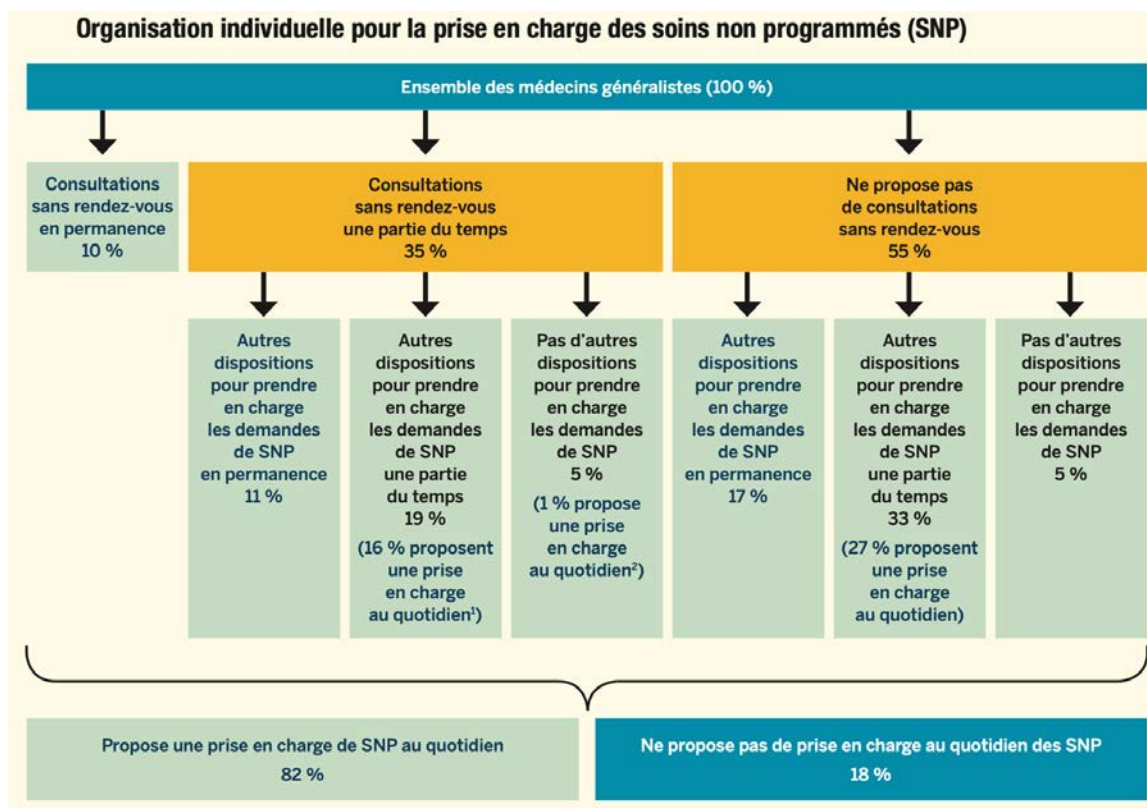 Organisation individuelle pour la prise en charge des soins non programmés (SNP)
Ensemble des médecins généralistes (100 %)
Consultations
sans rendez-vous
en permanence
10 %
Consultations
sans rendez-vous
une partie du temps
35 %
Ne propose pas
de consultations
sans rendez-vous
55 %
Autres
dispositions
pour prendre
en charge
les demandes
de SNP
en permanence
11 %
Autres
dispositions
pour prendre
en charge
les demandes
de SNP
une partie
du temps
19 %
(16 % proposent
une prise
en charge
au quotidien¹)
Pas d'autres
dispositions
pour prendre
en charge
les demandes
de SNP
5 %
(1 % propose
une prise
en charge
au quotidien²)
Autres
dispositions
pour prendre
en charge
les demandes
de SNP
en permanence
17 %
Autres
dispositions
pour prendre
en charge
les demandes
de SNP
une partie
du temps
33 %
(27 % proposent
une prise
en charge
au quotidien)
Pas d'autres
dispositions
pour prendre
en charge
les demandes
de SNP
5 %
Propose une prise en charge de SNP au quotidien
82 %
Ne propose pas de prise en charge au quotidien des SNP
18 %